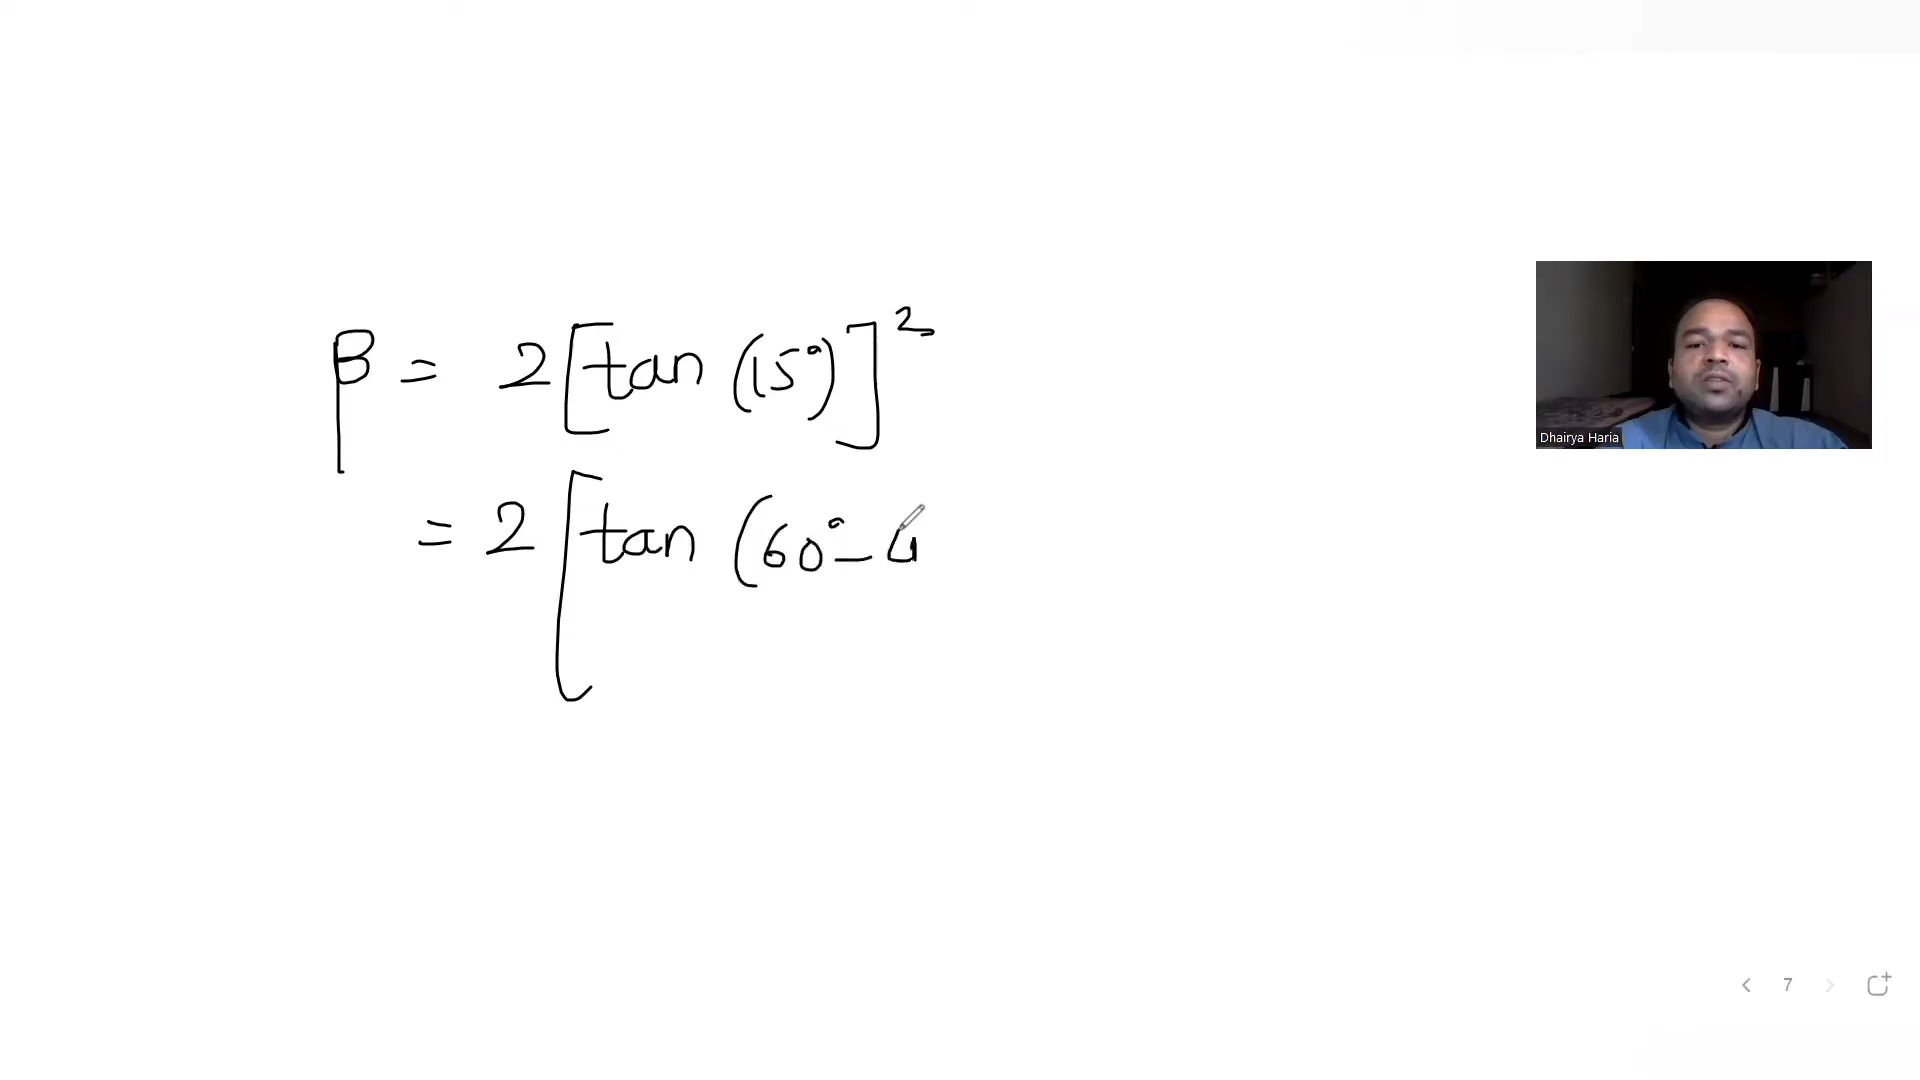 β = 2[tan (15°)]²
= 2[tan (60° - 4
Dhairya Haria
7